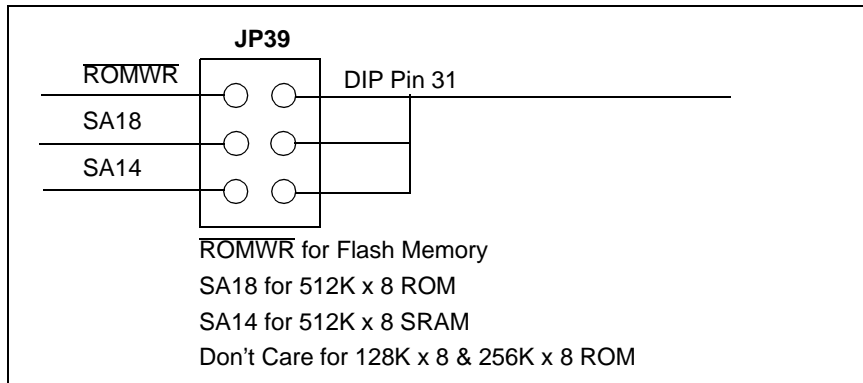 JP39
ROMWR
DIP Pin 31
SA18
SA14
ROMWR for Flash Memory
SA18 for 512K x 8 ROM
SA14 for 512K x 8 SRAM
Don't Care for 128K x 8 & 256K x 8 ROM